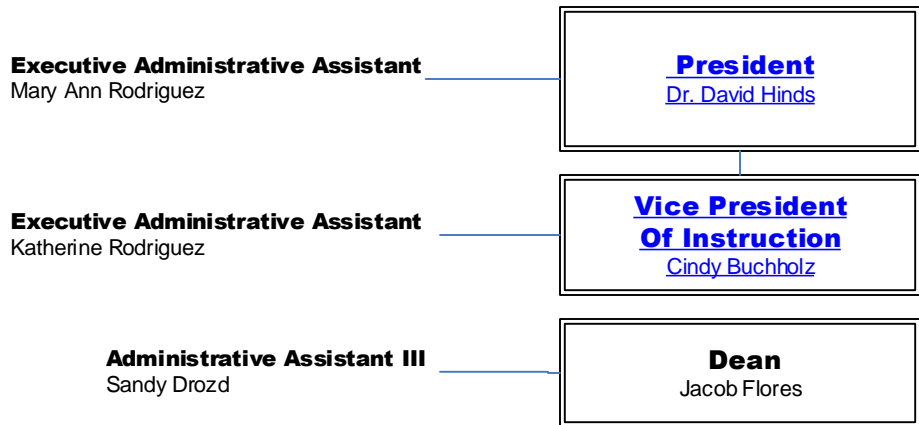 Executive Administrative Assistant
Mary Ann Rodriguez
President
Dr. David Hinds
Executive Administrative Assistant
Katherine Rodriguez
Vice President
Of Instruction
Cindy Buchholz
Administrative Assistant III
Sandy Drozd
Dean
Jacob Flores